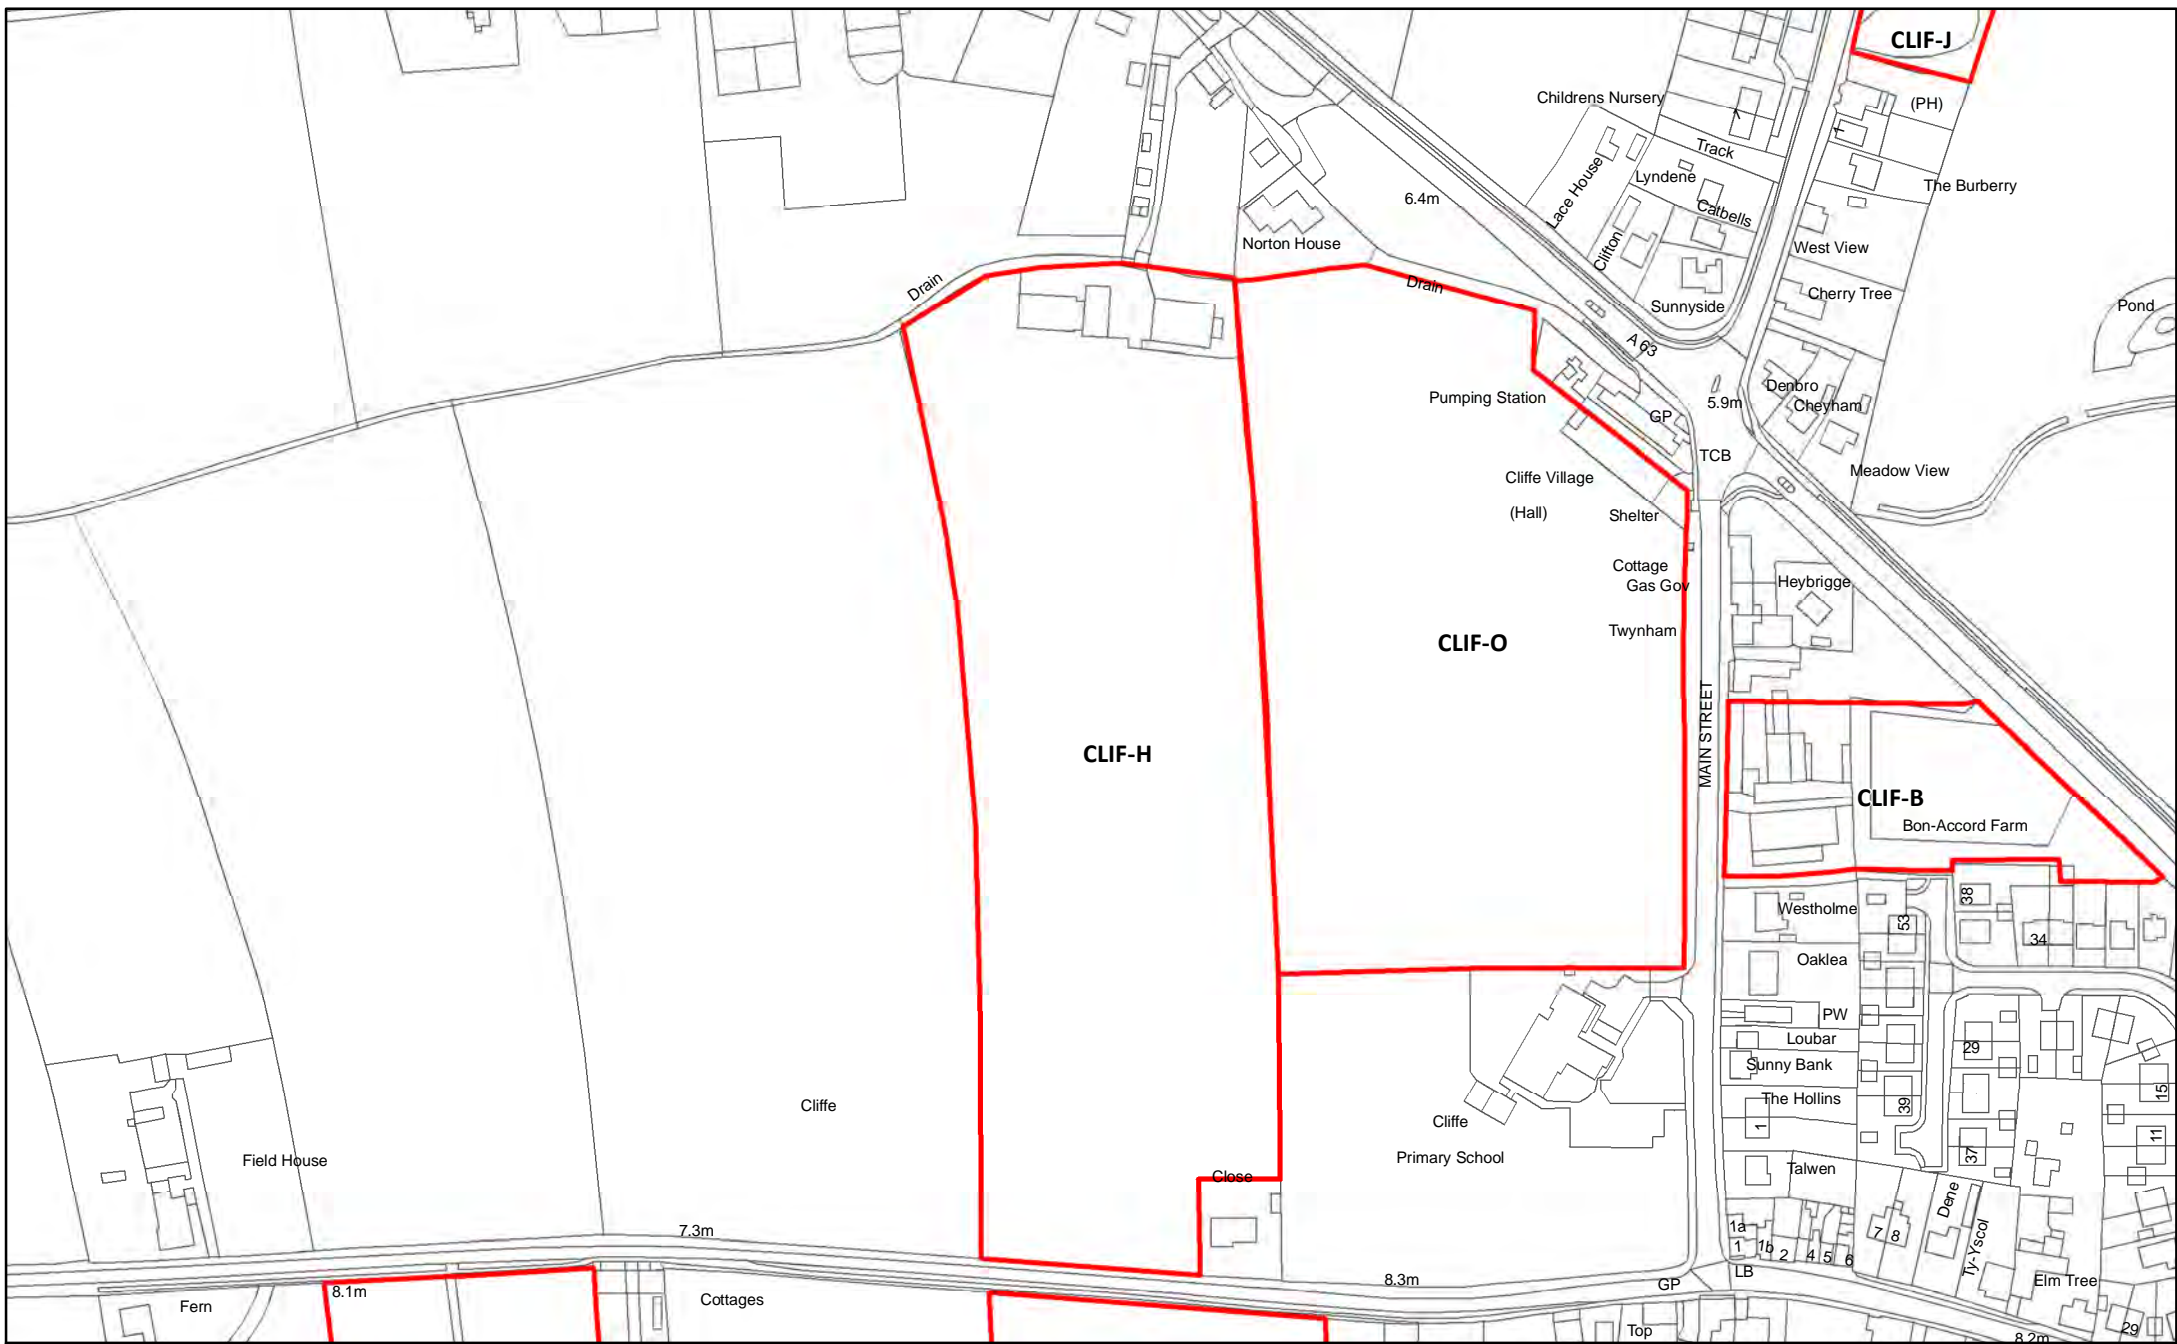 CLIF-J
Childrens Nursery
(PH)
7
1
Track
Lyndene
The Burberry
Lace House
6.4m
Catbells
Norton House
Clifton
West View
Drain
Drain
Cherry Tree
Sunnyside
Pond
A 63
Denbro
Pumping Station
5.9m
Cheyham
GP
TCB
Meadow View
Cliffe Village
(Hall)
Shelter
Cottage
Gas Gov
Heybrigge
Twynham
CLIF-O
MAIN STREET
CLIF-H
CLIF-B
Bon-Accord Farm
38
Westholme
53
34
Oaklea
PW
Loubar
29
Sunny Bank
15
The Hollins
39
Cliffe
Cliffe
1
11
Primary School
37
Field House
Talwen
Close
Dene
1a
7
8
7.3m
1
1b
2
4
5
6
Ty-Yscol
LB
8.3m
GP
Elm Tree
8.1m
Fern
Cottages
Top
29
8.2m